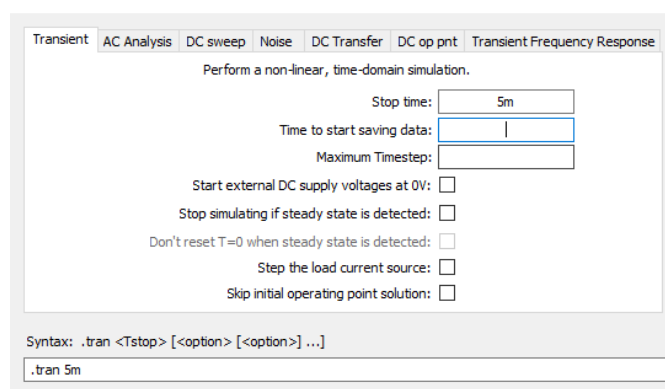 Transient AC Analysis DC sweep Noise DC Transfer DC op pnt Transient Frequency Response
Perform a non-linear, time-domain simulation.
Stop time: 5m
Time to start saving data:
Maximum Timestep:
Start external DC supply voltages at 0V:
Stop simulating if steady state is detected:
Don't reset T=0 when steady state is detected:
Step the load current source:
Skip initial operating point solution:
Syntax: .tran <Tstop> [<option> [<option>] ...]
.tran 5m